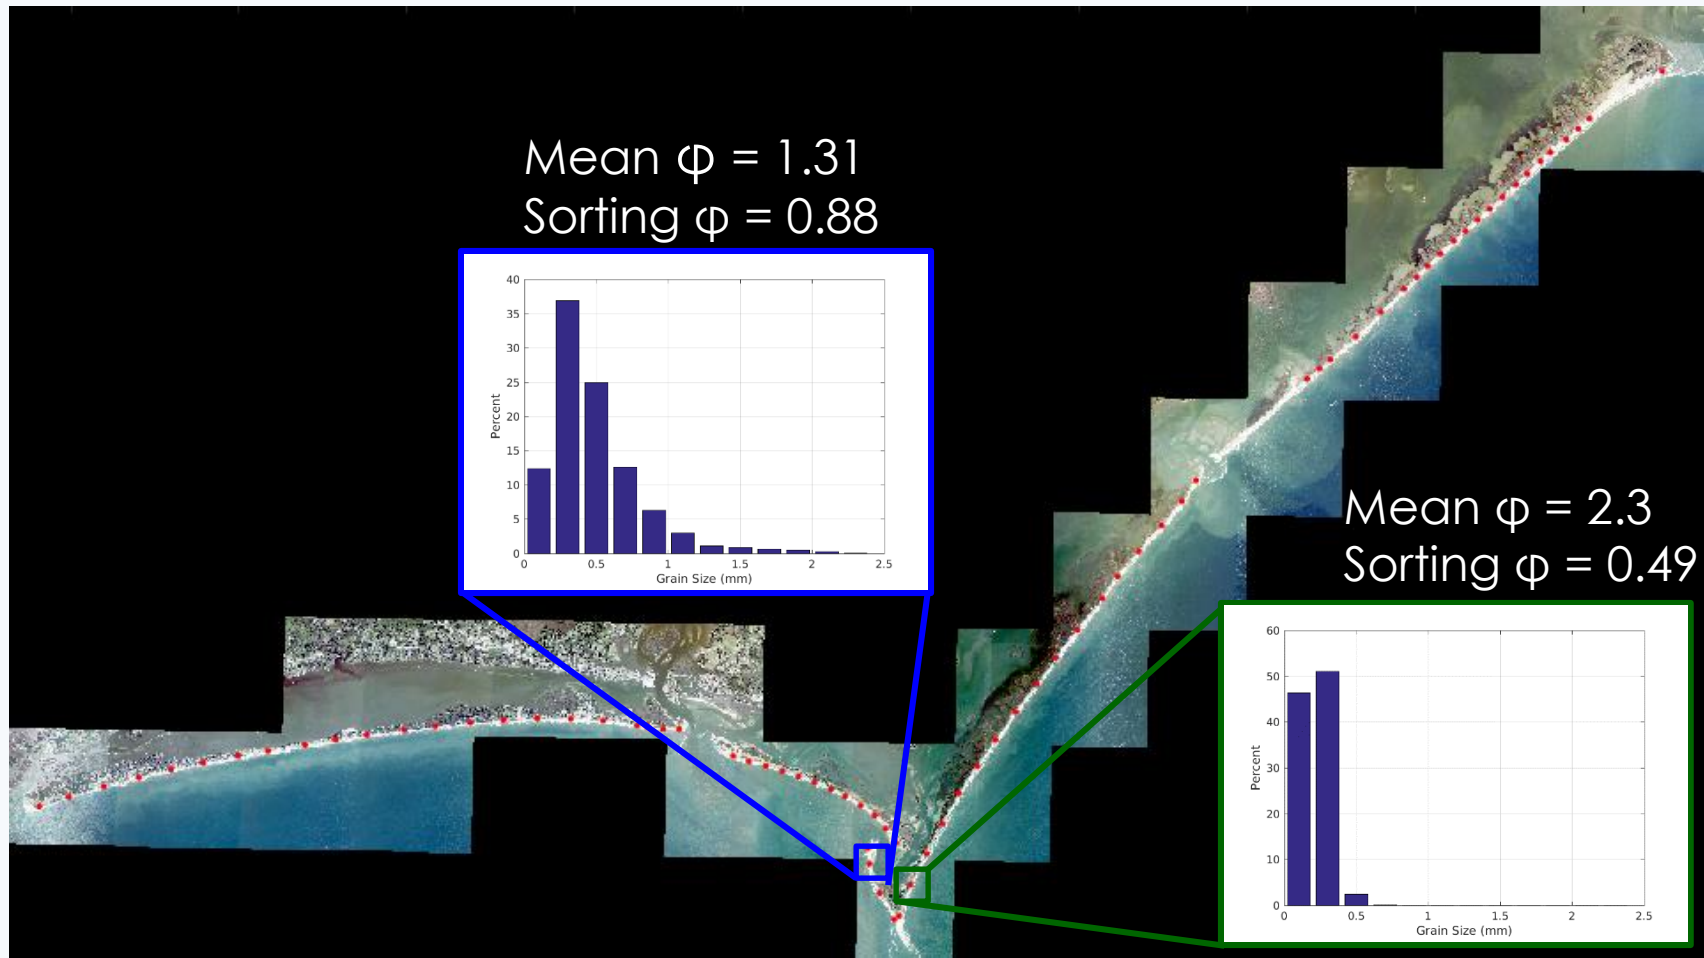 Mean φ = 1.31
Sorting φ = 0.88
40
35
30
25
20
15
10
5
0
Percent
0 0.5 1 1.5 2 2.5
Grain Size (mm)
Mean φ = 2.3
Sorting φ = 0.49
60
50
40
30
20
10
0
Percent
0 0.5 1 1.5 2 2.5
Grain Size (mm)